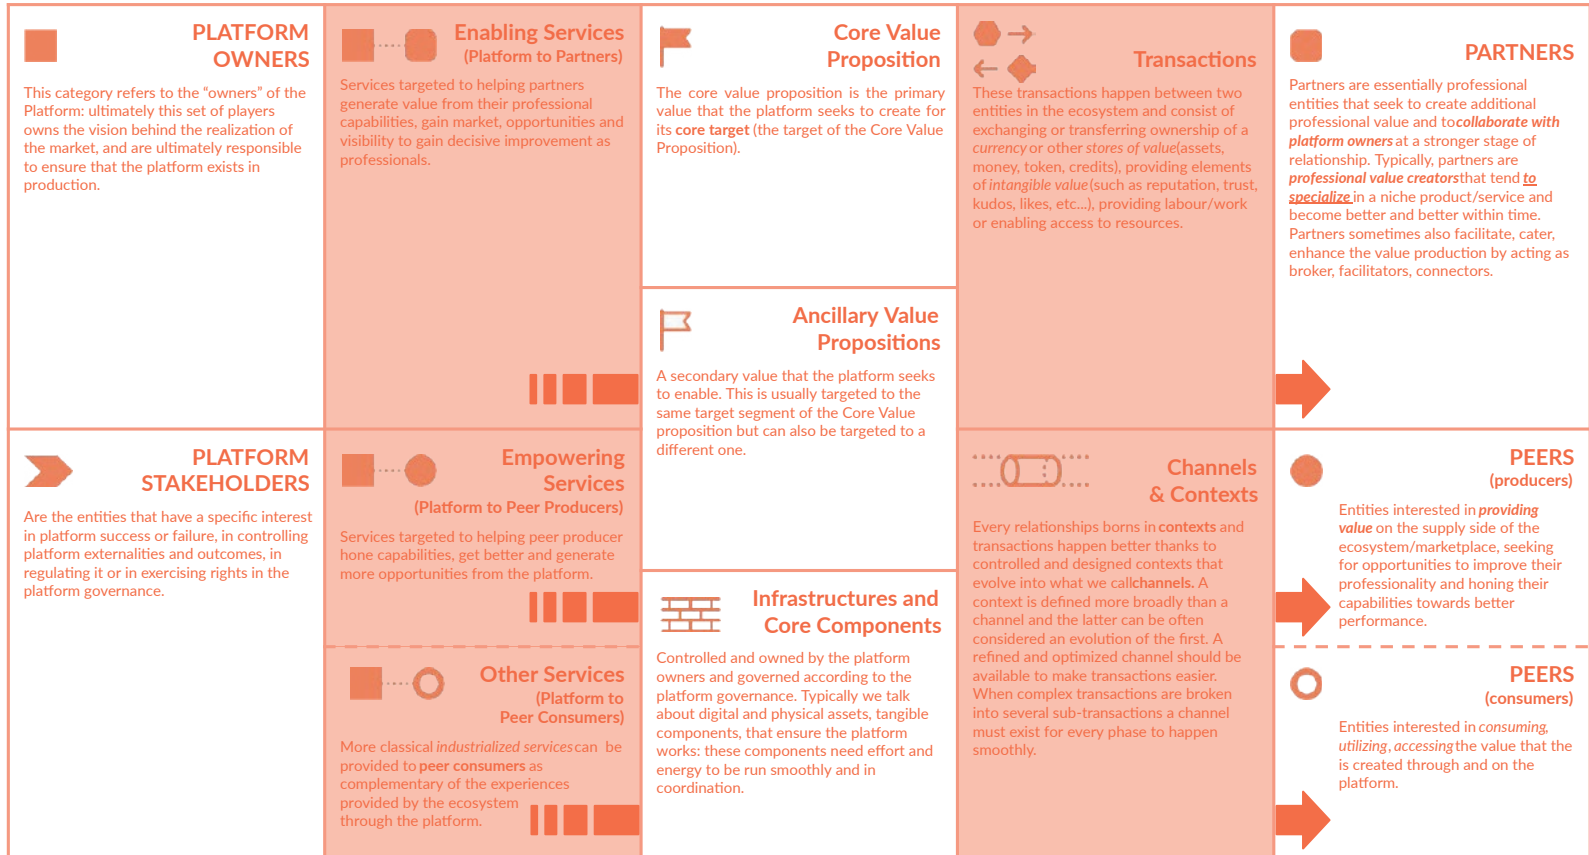 PLATFORM
OWNERS
This category refers to the “owners” of the
Platform: ultimately this set of players
owns the vision behind the realization of
the market, and are ultimately responsible
to ensure that the platform exists in
production.
Enabling Services
(Platform to Partners)
Services targeted to helping partners
generate value from their professional
capabilities, gain market, opportunities and
visibility to gain decisive improvement as
professionals.
Core Value
Proposition
The core value proposition is the primary
value that the platform seeks to create for
its core target (the target of the Core Value
Proposition).
Transactions
These transactions happen between two
entities in the ecosystem and consist of
exchanging or transferring ownership of a
currency or other stores of value(assets,
money, token, credits), providing elements
of intangible value(such as reputation, trust,
kudos, likes, etc...), providing labour/work
or enabling access to resources.
PARTNERS
Partners are essentially professional
entities that seek to create additional
professional value and tocollaborate with
platform owners at a stronger stage of
relationship. Typically, partners are
professional value creatorsthat tend to
specialize in a niche product/service and
become better and better within time.
Partners sometimes also facilitate, cater,
enhance the value production by acting as
broker, facilitators, connectors.
Ancillary Value
Propositions
A secondary value that the platform seeks
to enable. This is usually targeted to the
same target segment of the Core Value
proposition but can also be targeted to a
different one.
PLATFORM
STAKEHOLDERS
Are the entities that have a specific interest
in platform success or failure, in controlling
platform externalities and outcomes, in
regulating it or in exercising rights in the
platform governance.
Empowering
Services
(Platform to Peer Producers)
Services targeted to helping peer producer
hone capabilities, get better and generate
more opportunities from the platform.
Other Services
(Platform to
Peer Consumers)
More classical industrialized services can be
provided to peer consumers as
complementary of the experiences
provided by the ecosystem
through the platform.
Infrastructures and
Core Components
Controlled and owned by the platform
owners and governed according to the
platform governance. Typically we talk
about digital and physical assets, tangible
components, that ensure the platform
works: these components need effort and
energy to be run smoothly and in
coordination.
Channels
& Contexts
Every relationships borns in contexts and
transactions happen better thanks to
controlled and designed contexts that
evolve into what we callchannels. A
context is defined more broadly than a
channel and the latter can be often
considered an evolution of the first. A
refined and optimized channel should be
available to make transactions easier.
When complex transactions are broken
into several sub-transactions a channel
must exist for every phase to happen
smoothly.
PEERS
(producers)
Entities interested in providing
value on the supply side of the
ecosystem/marketplace, seeking
for opportunities to improve their
professionality and honing their
capabilities towards better
performance.
PEERS
(consumers)
Entities interested in consuming,
utilizing, accessing the value that the
is created through and on the
platform.